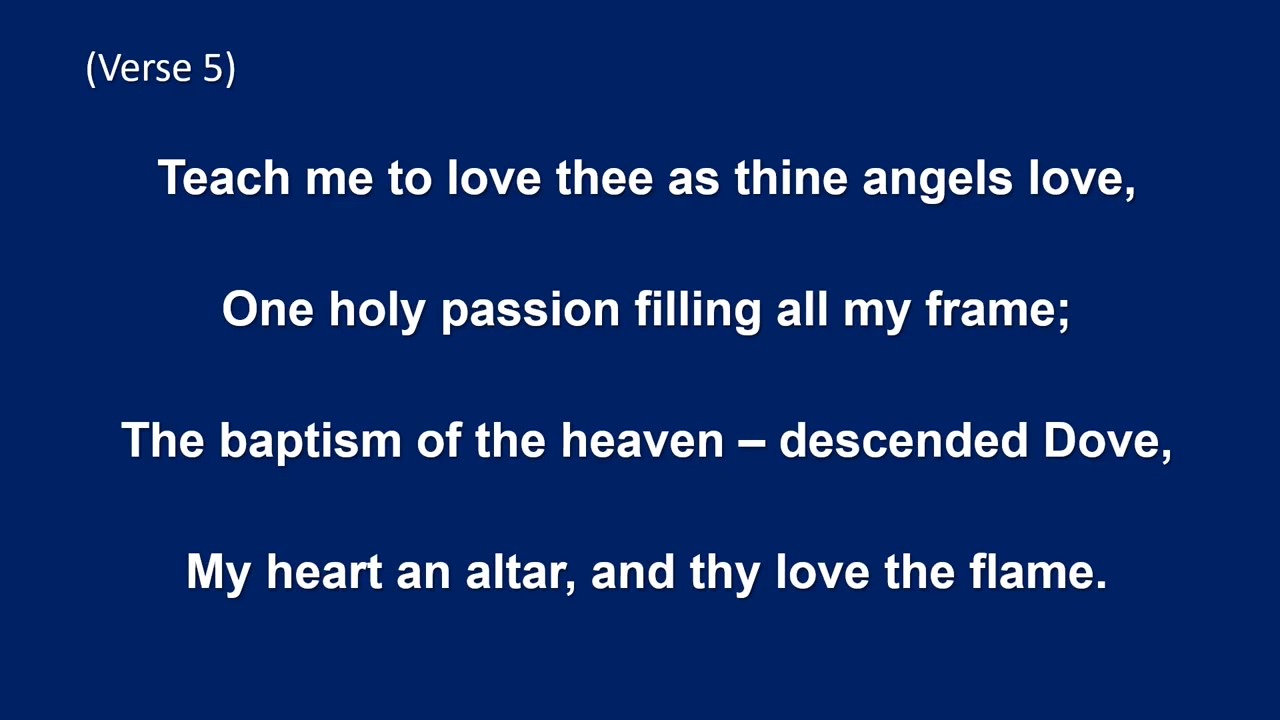 (Verse 5)
Teach me to love thee as thine angels love,
One holy passion filling all my frame;
The baptism of the heaven – descended Dove,
My heart an altar, and thy love the flame.